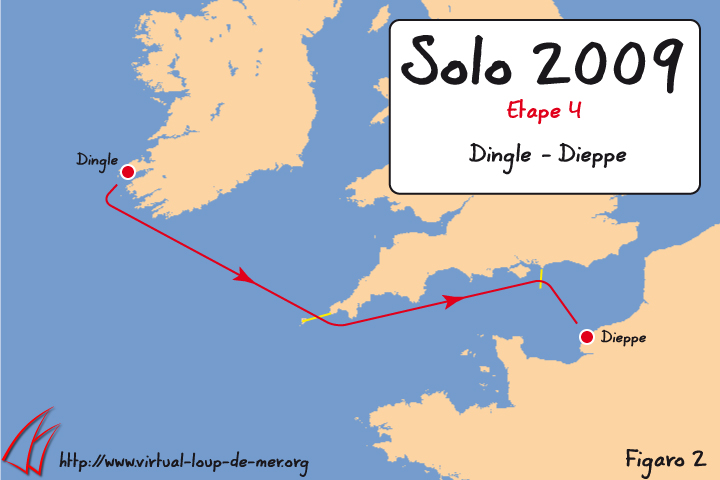 Solo 2009
Etape 4
Dingle - Dieppe
Dingle
Dieppe
http://www.virtual-loup-de-mer.org
Figaro 2